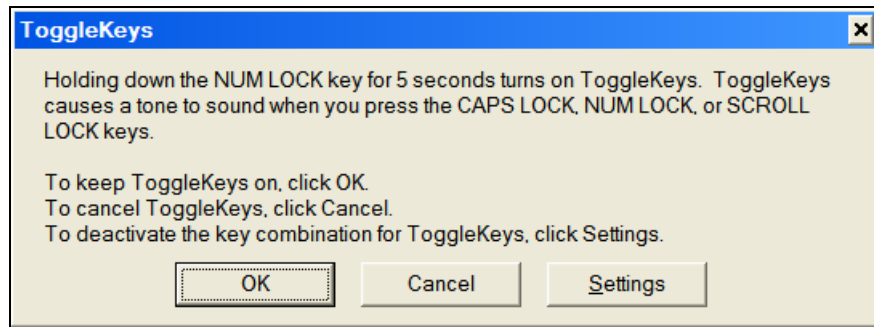 ToggleKeys
Holding down the NUM LOCK key for 5 seconds turns on ToggleKeys. ToggleKeys
causes a tone to sound when you press the CAPS LOCK, NUM LOCK, or SCROLL
LOCK keys.
To keep ToggleKeys on, click OK.
To cancel ToggleKeys, click Cancel.
To deactivate the key combination for ToggleKeys, click Settings.
OK Cancel Settings